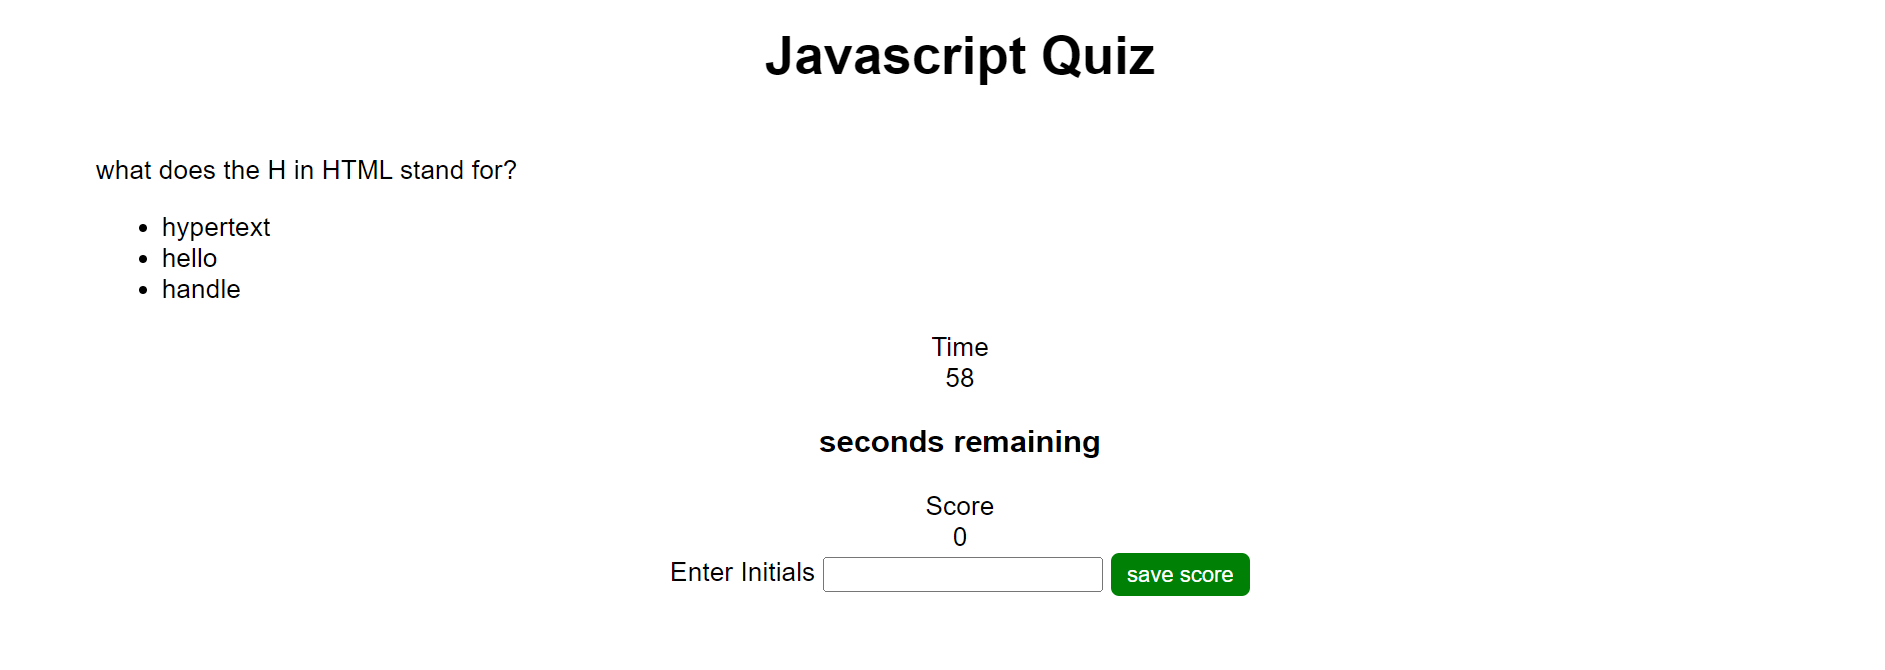 Javascript Quiz
what does the H in HTML stand for?
• hypertext
• hello
• handle
Time
58
seconds remaining
Score
0
Enter Initials save score